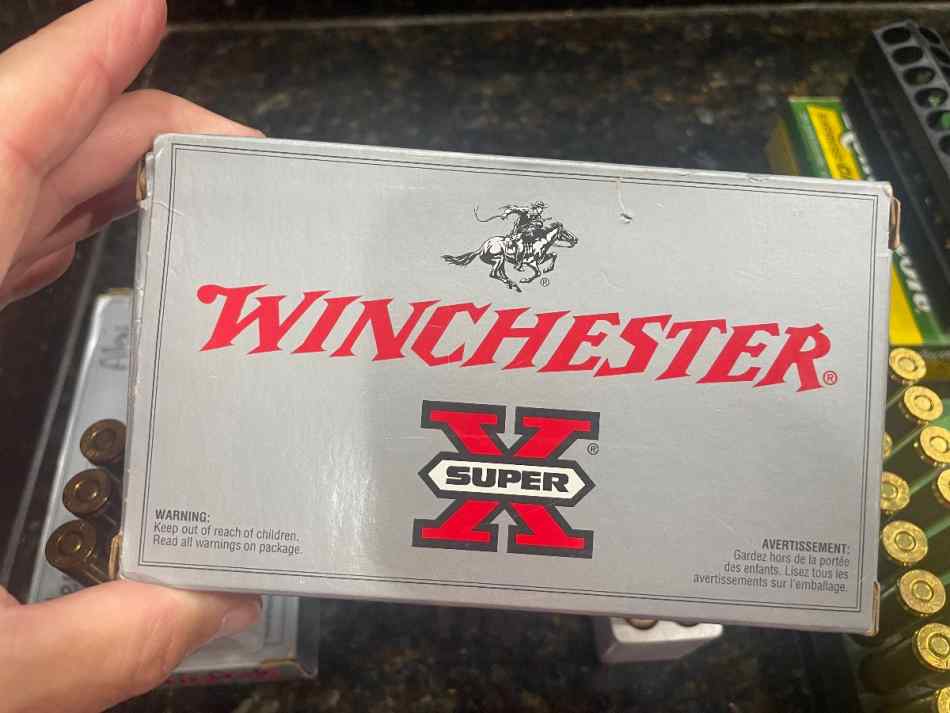 WINCHESTER®
SUPER X®
WARNING:
Keep out of reach of children.
Read all warnings on package.
AVERTISSEMENT:
Gardez hors de la portée
des enfants. Lisez tous les
avertissements sur l'emballage.